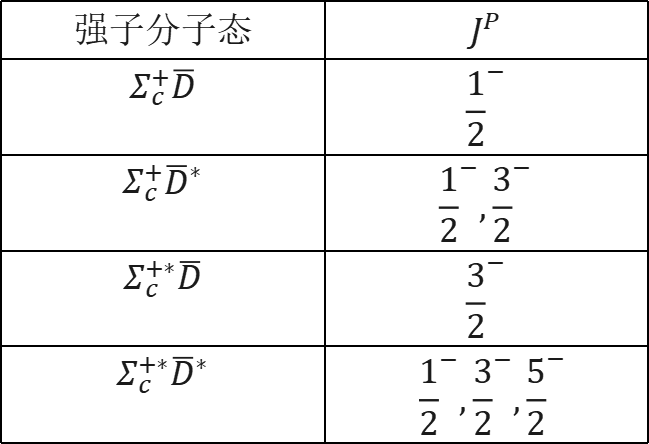 强子分子态 J^P
Σ_c^+ D̅ 1/2^-
Σ_c^+ D̅^* 1/2^- , 3/2^-
Σ_c^{+*} D̅ 3/2^-
Σ_c^{+*} D̅^* 1/2^- , 3/2^- , 5/2^-